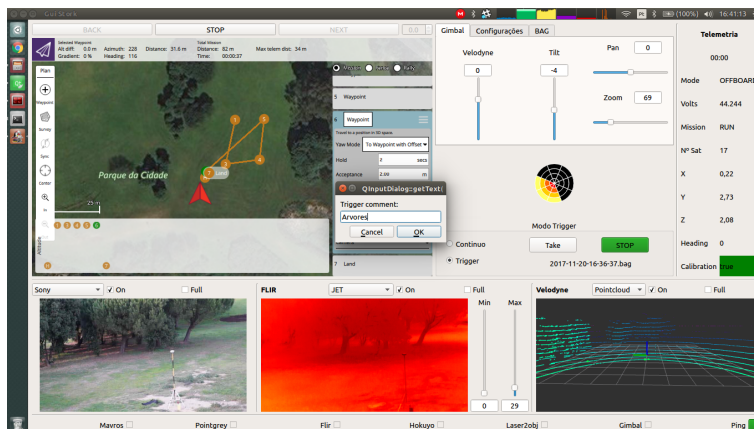 (100%) 16:41:13
BACK STOP NEXT 0.0
Selected Waypoint
Alt diff: 0.0 m Azimuth: 228 Distance: 31.6 m
Gradient: 0 % Heading: 116
Total Mission
Distance: 82 m Max telem dist: 34 m
Time: 00:00:37
Plan
Waypoint
Survey
Sync
Center
Parque da Cidade
25 m
Land
Altitude
5 Waypoint
6 Waypoint
Travel to a position in 3D space.
Yaw Mode To Waypoint with Offset
Hold 2 secs
Acceptance 2.00 m
7 Land
QInputDialog::getText(
Trigger comment:
Arvores
Cancel OK
Gimbal Configurações BAG
Velodyne Tilt Pan 0
0 -4
Zoom 69
Modo Trigger
Continuo Take STOP
Trigger 2017-11-20-16-36-37.bag
Telemetria
00:00
Mode OFFBOARD
Volts 44.244
Mission RUN
Nº Sat 17
X 0,22
Y 2,73
Z 2,08
Heading 0
Calibration true
Sony On Full
FLIR JET On Full
Min Max
0 29
Velodyne Pointcloud On Full
Mavros Pointgrey Flir Hokuyo Laser2obj Gimbal Ping